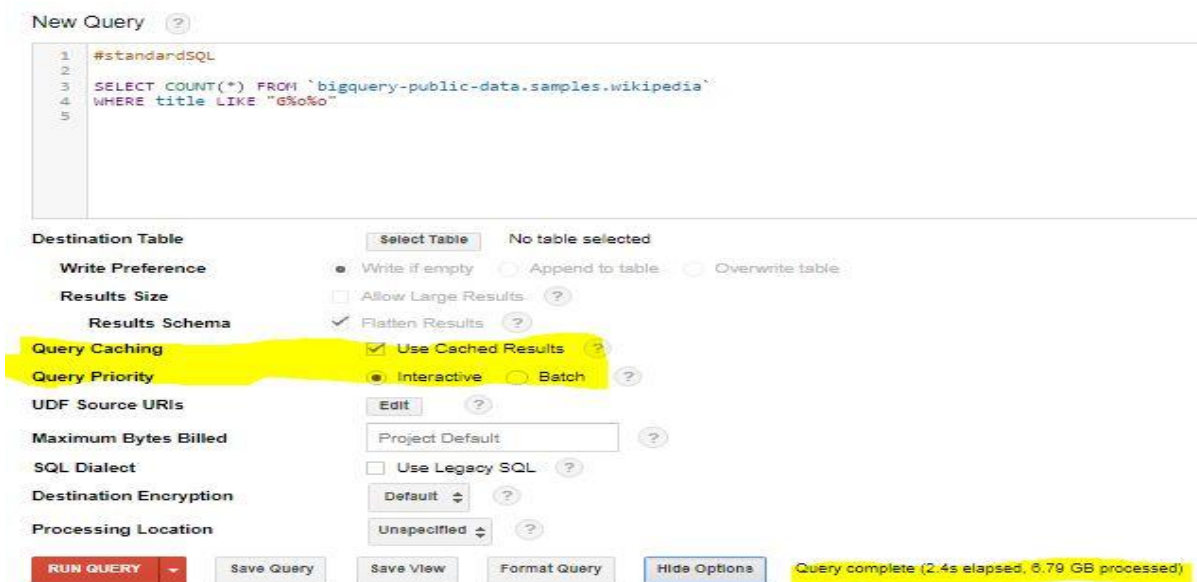 New Query ?
1 #standardSQL
2
3 SELECT COUNT(*) FROM `bigquery-public-data.samples.wikipedia`
4 WHERE title LIKE "G%o%o"
5
Destination Table Select Table No table selected
Write Preference Write if empty Append to table Overwrite table
Results Size Allow Large Results ?
Results Schema Flatten Results ?
Query Caching Use Cached Results ?
Query Priority Interactive Batch ?
UDF Source URIs Edit ?
Maximum Bytes Billed Project Default ?
SQL Dialect Use Legacy SQL ?
Destination Encryption Default ?
Processing Location Unspecified ?
RUN QUERY Save Query Save View Format Query Hide Options Query complete (2.4s elapsed, 6.79 GB processed)